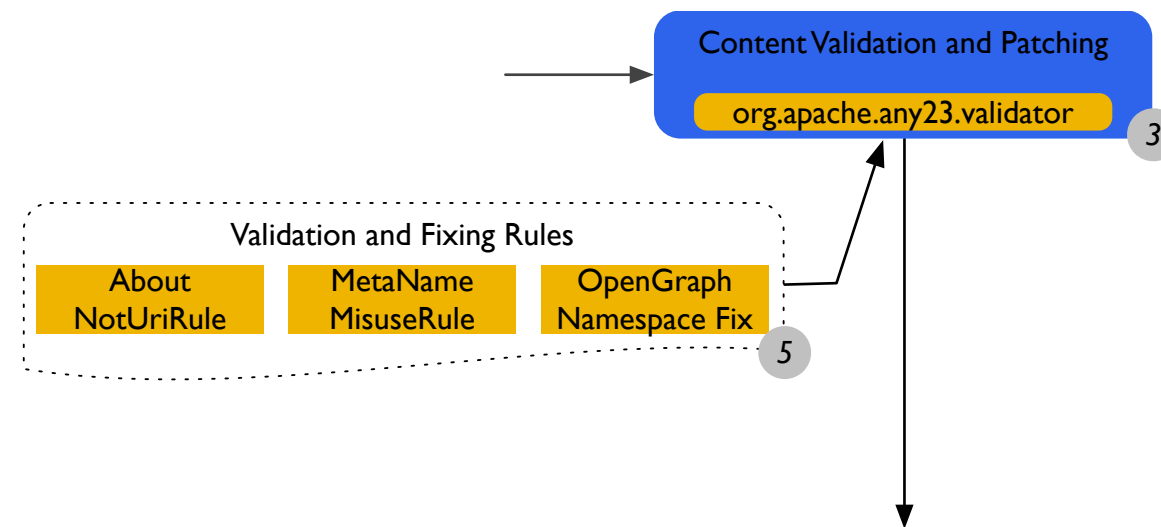 Content Validation and Patching
org.apache.any23.validator
3
Validation and Fixing Rules
About
NotUriRule
MetaName
MisuseRule
OpenGraph
Namespace Fix
5